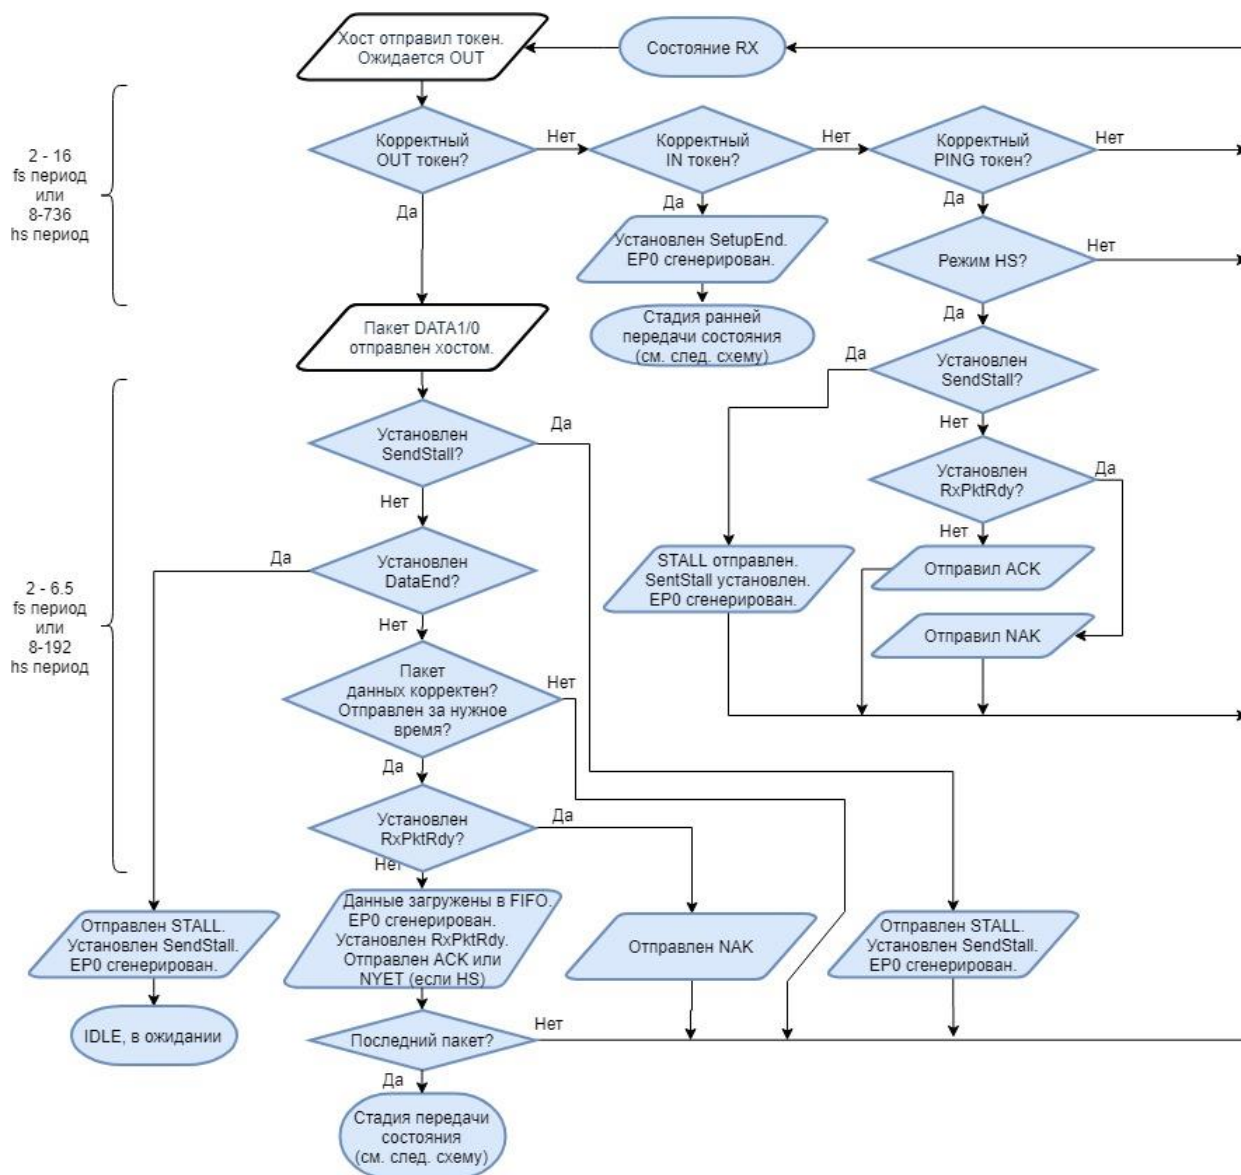 Хост отправил токен.
Ожидается OUT
Состояние RX
2 - 16
fs период
или
8-736
hs период
Корректный
OUT токен?
Нет
Корректный
IN токен?
Нет
Корректный
PING токен?
Нет
Да
Да
Да
Установлен SetupEnd.
EP0 сгенерирован.
Режим HS?
Нет
Стадия ранней
передачи состояния
(см. след. схему)
Да
Пакет DATA1/0
отправлен хостом.
Да
Установлен
SendStall?
Нет
2 - 6.5
fs период
или
8-192
hs период
Установлен
SendStall?
Да
Нет
Установлен
RxPktRdy?
Да
Нет
Да
Установлен
DataEnd?
Нет
STALL отправлен.
SentStall установлен.
EP0 сгенерирован.
Отправил ACK
Отправил NAK
Пакет
данных корректен?
Отправлен за нужное
время?
Нет
Да
Установлен
RxPktRdy?
Да
Нет
Отправлен STALL.
Установлен SendStall.
EP0 сгенерирован.
Данные загружены в FIFO.
EP0 сгенерирован.
Установлен RxPktRdy.
Отправлен ACK или
NYET (если HS)
Отправлен NAK
Отправлен STALL.
Установлен SendStall.
EP0 сгенерирован.
IDLE, в ожидании
Последний пакет?
Нет
Да
Стадия передачи
состояния
(см. след. схему)